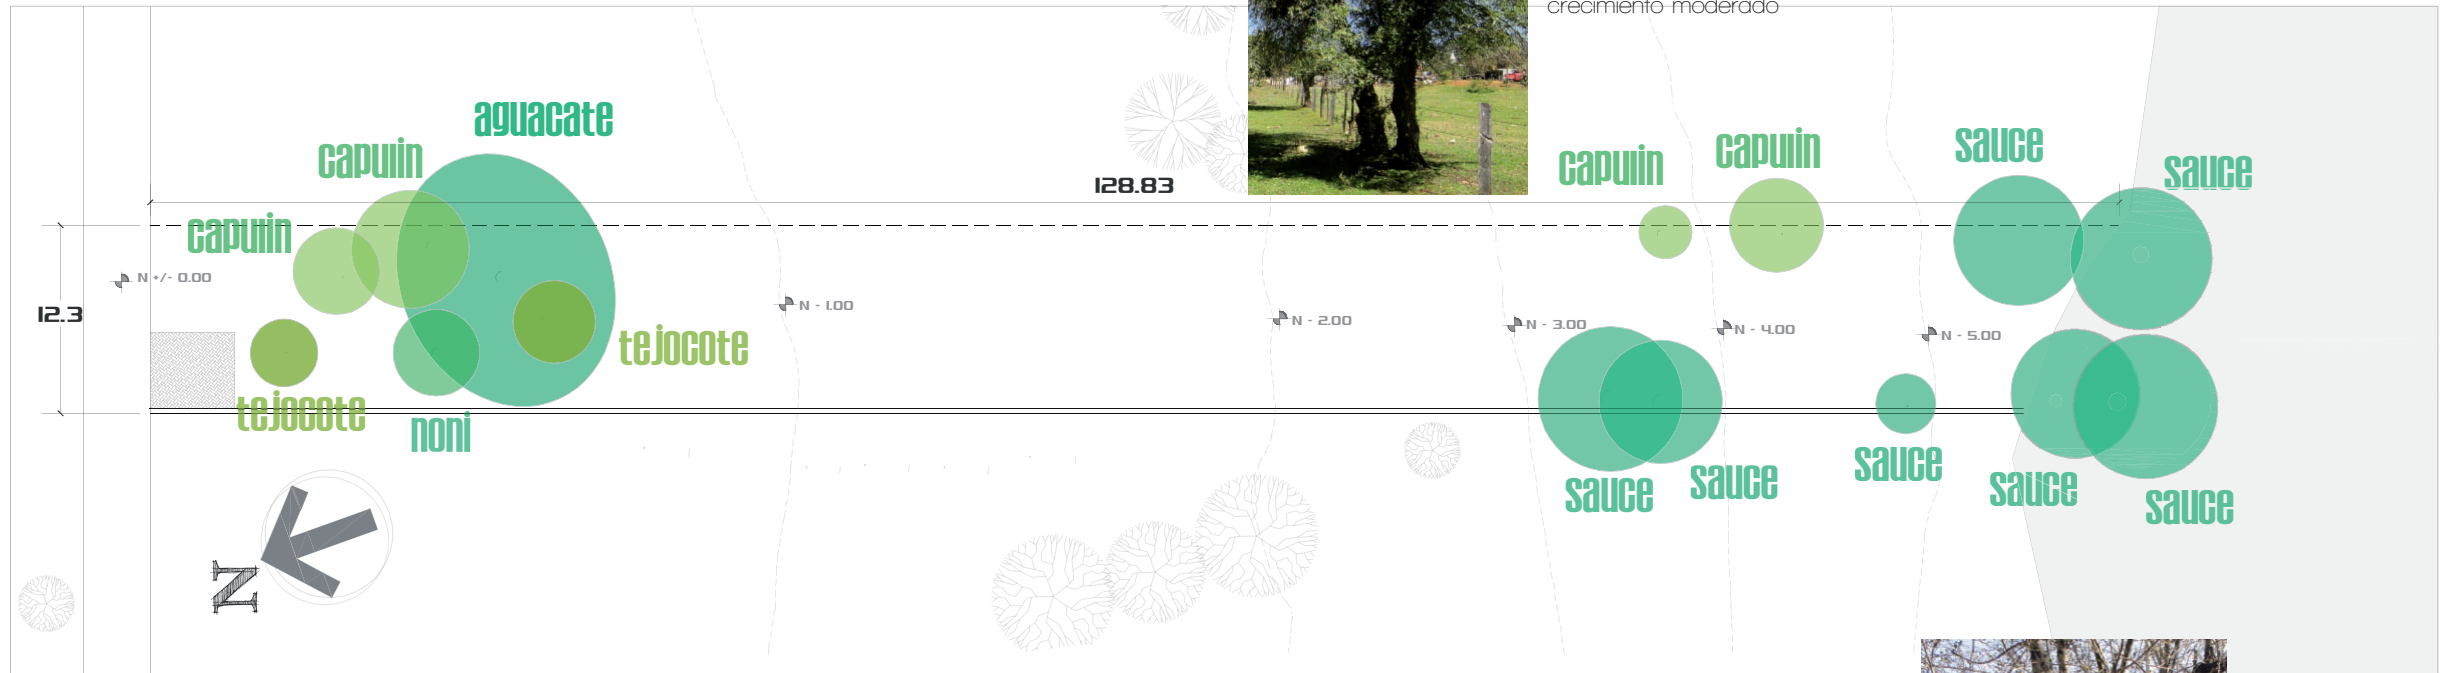 crecimiento moderado
aguacate
capulin
capulin
tejocote
tejocote
noni
128.83
12.3
N +/- 0.00
N - 1.00
N - 2.00
N - 3.00
N - 4.00
N - 5.00
capulin
capulin
sauce
sauce
sauce
sauce
sauce
sauce
sauce
N